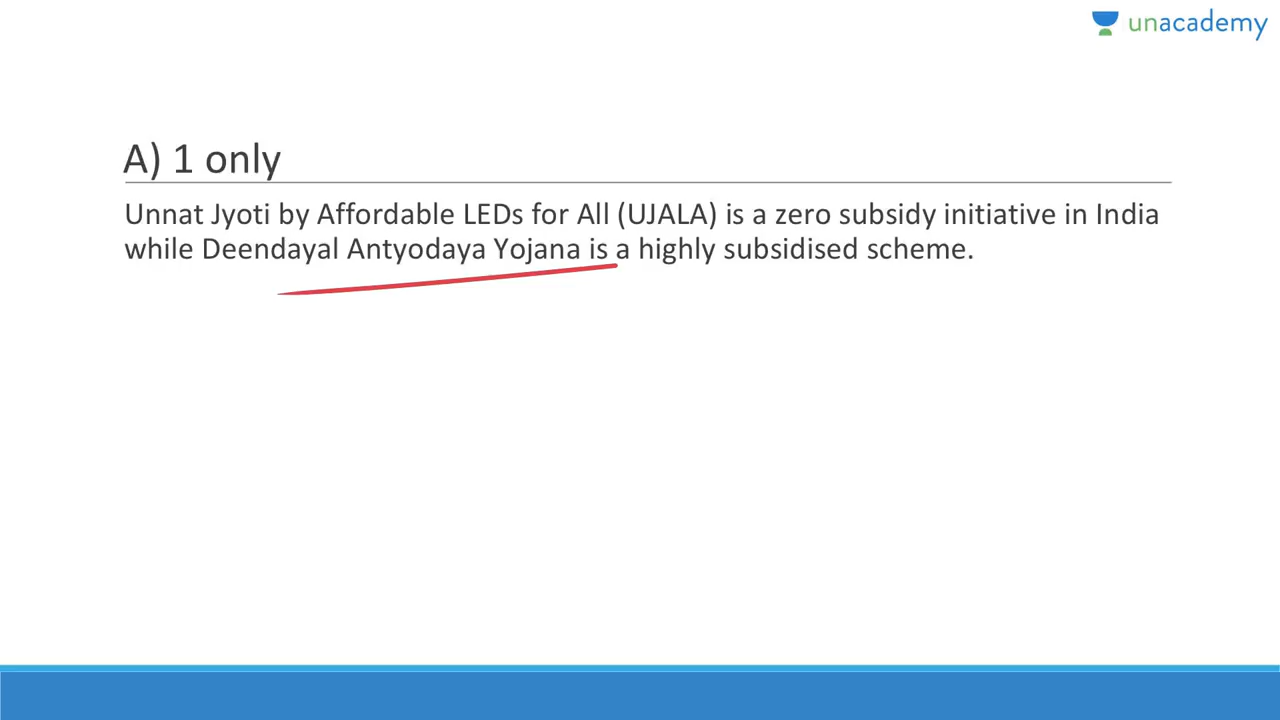 unacademy
A) 1 only
Unnat Jyoti by Affordable LEDs for All (UJALA) is a zero subsidy initiative in India
while Deendayal Antyodaya Yojana is a highly subsidised scheme.